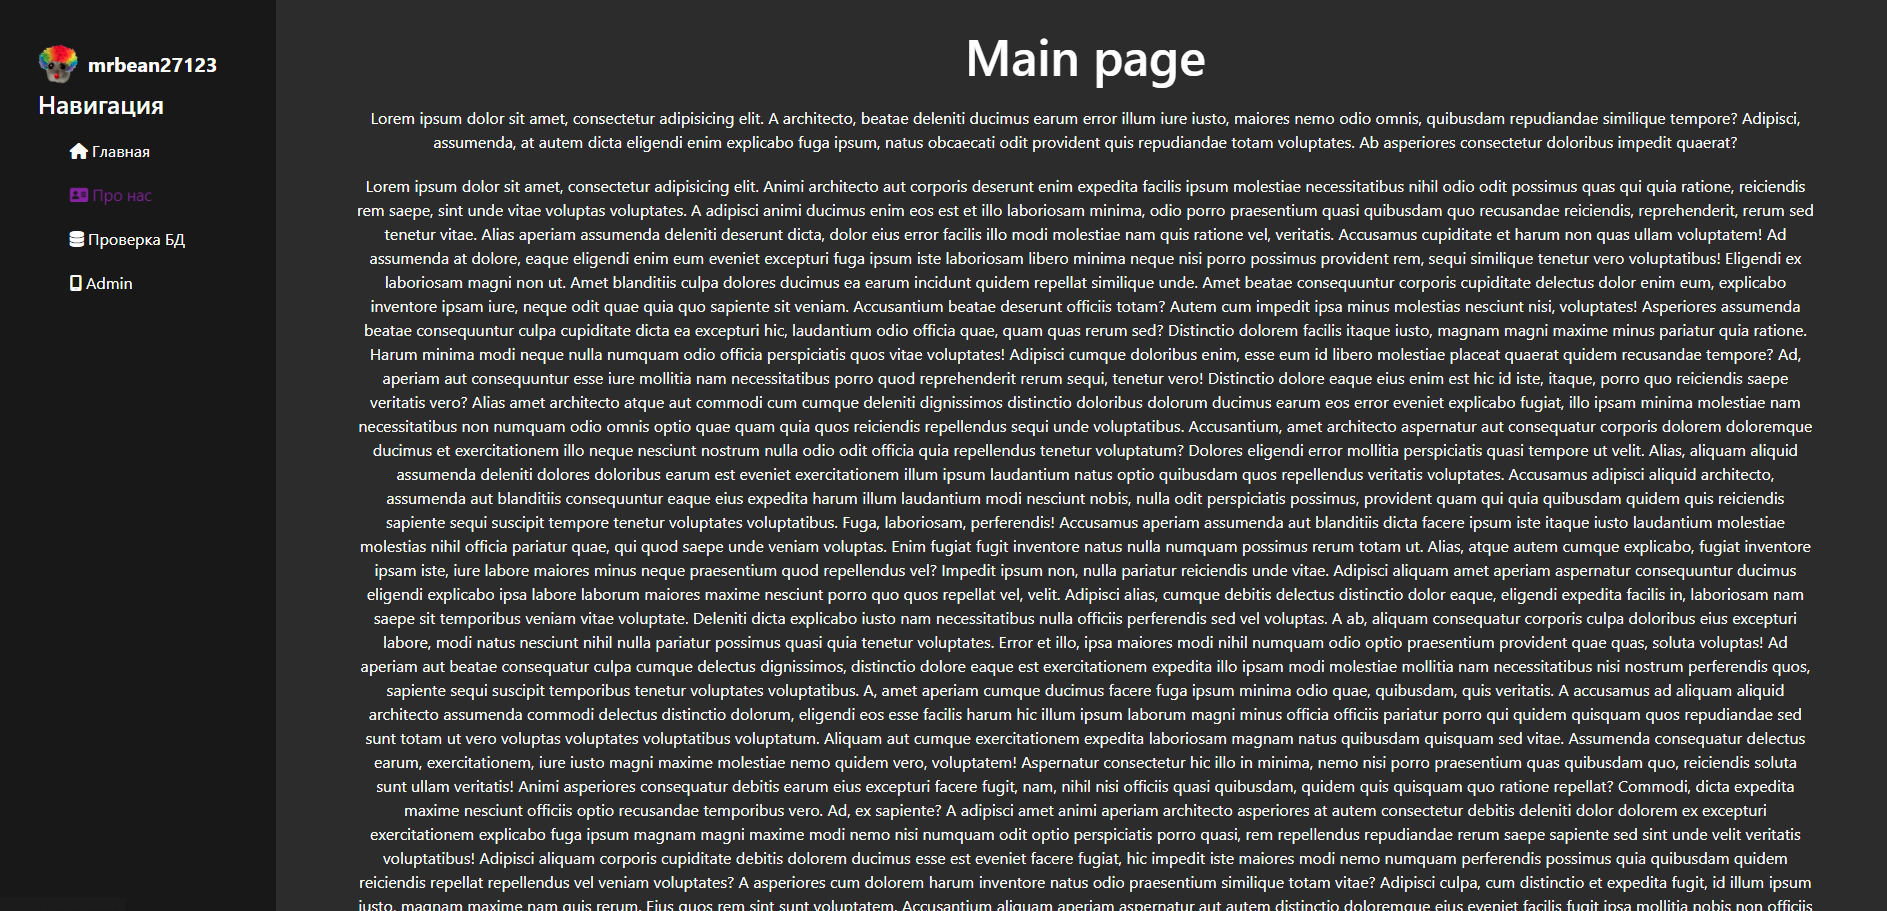 mrbean27123
Навигация
Главная
Про нас
Проверка БД
Admin
Main page
Lorem ipsum dolor sit amet, consectetur adipisicing elit. A architecto, beatae deleniti ducimus earum error illum iure iusto, maiores nemo odio omnis, quibusdam repudiandae similique tempore? Adipisci,
assumenda, at autem dicta eligendi enim explicabo fuga ipsum, natus obcaecati odit provident quis repudiandae totam voluptates. Ab asperiores consectetur doloribus impedit quaerat?
Lorem ipsum dolor sit amet, consectetur adipisicing elit. Animi architecto aut corporis deserunt enim expedita facilis ipsum molestiae necessitatibus nihil odio odit possimus quas qui quia ratione, reiciendis
rem saepe, sint unde vitae voluptas voluptates. A adipisci animi ducimus enim eos est et illo laboriosam minima, odio porro praesentium quasi quibusdam quo recusandae reiciendis, reprehenderit, rerum sed
tenetur vitae. Alias aperiam assumenda deleniti deserunt dicta, dolor eius error facilis illo modi molestiae nam quis ratione vel, veritatis. Accusamus cupiditate et harum non quas ullam voluptatem! Ad
assumenda at dolore, eaque eligendi enim eum eveniet excepturi fuga ipsum iste laboriosam libero minima neque nisi porro possimus provident rem, sequi similique tenetur vero voluptatibus! Eligendi ex
laboriosam magni non ut. Amet blanditiis culpa dolores ducimus ea earum incidunt quidem repellat similique unde. Amet beatae consequuntur corporis cupiditate delectus dolor enim eum, explicabo
inventore ipsam iure, neque odit quae quia quo sapiente sit veniam. Accusantium beatae deserunt officiis totam? Autem cum impedit ipsa minus molestias nesciunt nisi, voluptates! Asperiores assumenda
beatae consequuntur culpa cupiditate dicta ea excepturi hic, laudantium odio officia quae, quam quas rerum sed? Distinctio dolorem facilis itaque iusto, magnam magni maxime minus pariatur quia ratione.
Harum minima modi neque nulla numquam odio officia perspiciatis quos vitae voluptates! Adipisci cumque doloribus enim, esse eum id libero molestiae placeat quaerat quidem recusandae tempore? Ad,
aperiam aut consequuntur esse iure mollitia nam necessitatibus porro quod reprehenderit rerum sequi, tenetur vero! Distinctio dolore eaque eius enim est hic id iste, itaque, porro quo reiciendis saepe
veritatis vero? Alias amet architecto atque aut commodi cum cumque deleniti dignissimos distinctio doloribus dolorum ducimus earum eos error eveniet explicabo fugiat, illo ipsam minima molestiae nam
necessitatibus non numquam odio omnis optio quae quam quia quos reiciendis repellendus sequi unde voluptatibus. Accusantium, amet architecto aspernatur aut consequatur corporis dolorem doloremque
ducimus et exercitationem illo neque nesciunt nostrum nulla odio odit officia quia repellendus tenetur voluptatum? Dolores eligendi error mollitia perspiciatis quasi tempore ut velit. Alias, aliquam aliquid
assumenda deleniti dolores doloribus earum est eveniet exercitationem illum ipsum laudantium natus optio quibusdam quos repellendus veritatis voluptates. Accusamus adipisci aliquid architecto,
assumenda aut blanditiis consequuntur eaque eius expedita harum illum laudantium modi nesciunt nobis, nulla odit perspiciatis possimus, provident quam qui quia quibusdam quidem quis reiciendis
sapiente sequi suscipit tempore tenetur voluptates voluptatibus. Fuga, laboriosam, perferendis! Accusamus aperiam assumenda aut blanditiis dicta facere ipsum iste itaque iusto laudantium molestiae
molestias nihil officia pariatur quae, qui quod saepe unde veniam voluptas. Enim fugiat fugit inventore natus nulla numquam possimus rerum totam ut. Alias, atque autem cumque explicabo, fugiat inventore
ipsam iste, iure labore maiores minus neque praesentium quod repellendus vel? Impedit ipsum non, nulla pariatur reiciendis unde vitae. Adipisci aliquam amet aperiam aspernatur consequuntur ducimus
eligendi explicabo ipsa labore laborum maiores maxime nesciunt porro quo quos repellat vel, velit. Adipisci alias, cumque debitis delectus distinctio dolor eaque, eligendi expedita facilis in, laboriosam nam
saepe sit temporibus veniam vitae voluptate. Deleniti dicta explicabo iusto nam necessitatibus nulla officiis perferendis sed vel voluptas. A ab, aliquam consequatur corporis culpa doloribus eius excepturi
labore, modi natus nesciunt nihil nulla pariatur possimus quasi quia tenetur voluptates. Error et illo, ipsa maiores modi nihil numquam odio optio praesentium provident quae quas, soluta voluptas! Ad
aperiam aut beatae consequatur culpa cumque delectus dignissimos, distinctio dolore eaque est exercitationem expedita illo ipsam modi molestiae mollitia nam necessitatibus nisi nostrum perferendis quos,
sapiente sequi suscipit temporibus tenetur voluptates voluptatibus. A, amet aperiam cumque ducimus facere fuga ipsum minima odio quae, quibusdam, quis veritatis. A accusamus ad aliquam aliquid
architecto assumenda commodi delectus distinctio dolorum, eligendi eos esse facilis harum hic illum ipsum laborum magni minus officia officiis pariatur porro qui quidem quisquam quos repudiandae sed
sunt totam ut vero voluptas voluptates voluptatibus voluptatum. Aliquam aut cumque exercitationem expedita laboriosam magnam natus quibusdam quisquam sed vitae. Assumenda consequatur delectus
earum, exercitationem, iure iusto magni maxime molestiae nemo quidem vero, voluptatem! Aspernatur consectetur hic illo in minima, nemo nisi porro praesentium quas quibusdam quo, reiciendis soluta
sunt ullam veritatis! Animi asperiores consequatur debitis earum eius excepturi facere fugit, nam, nihil nisi officiis quasi quibusdam, quidem quis quisquam quo ratione repellat? Commodi, dicta expedita
maxime nesciunt officiis optio recusandae temporibus vero. Ad, ex sapiente? A adipisci amet animi aperiam architecto asperiores at autem consectetur debitis deleniti dolor dolorem ex excepturi
exercitationem explicabo fuga ipsum magnam magni maxime modi nemo nisi numquam odit optio perspiciatis porro quasi, rem repellendus repudiandae rerum saepe sapiente sed sint unde velit veritatis
voluptatibus! Adipisci aliquam corporis cupiditate debitis dolorem ducimus esse est eveniet facere fugiat, hic impedit iste maiores modi nemo numquam perferendis possimus quia quibusdam quidem
reiciendis repellat repellendus vel veniam voluptates? A asperiores cum dolorem harum inventore natus odio praesentium similique totam vitae? Adipisci culpa, cum distinctio et expedita fugit, id illum ipsum
iusto, magnam maxime nam quis rerum. Eius quos rem sint sunt voluptatem. Accusantium aliquam aperiam aspernatur aut autem distinctio doloremque eius eveniet facilis fugit ipsa mollitia nobis non officiis